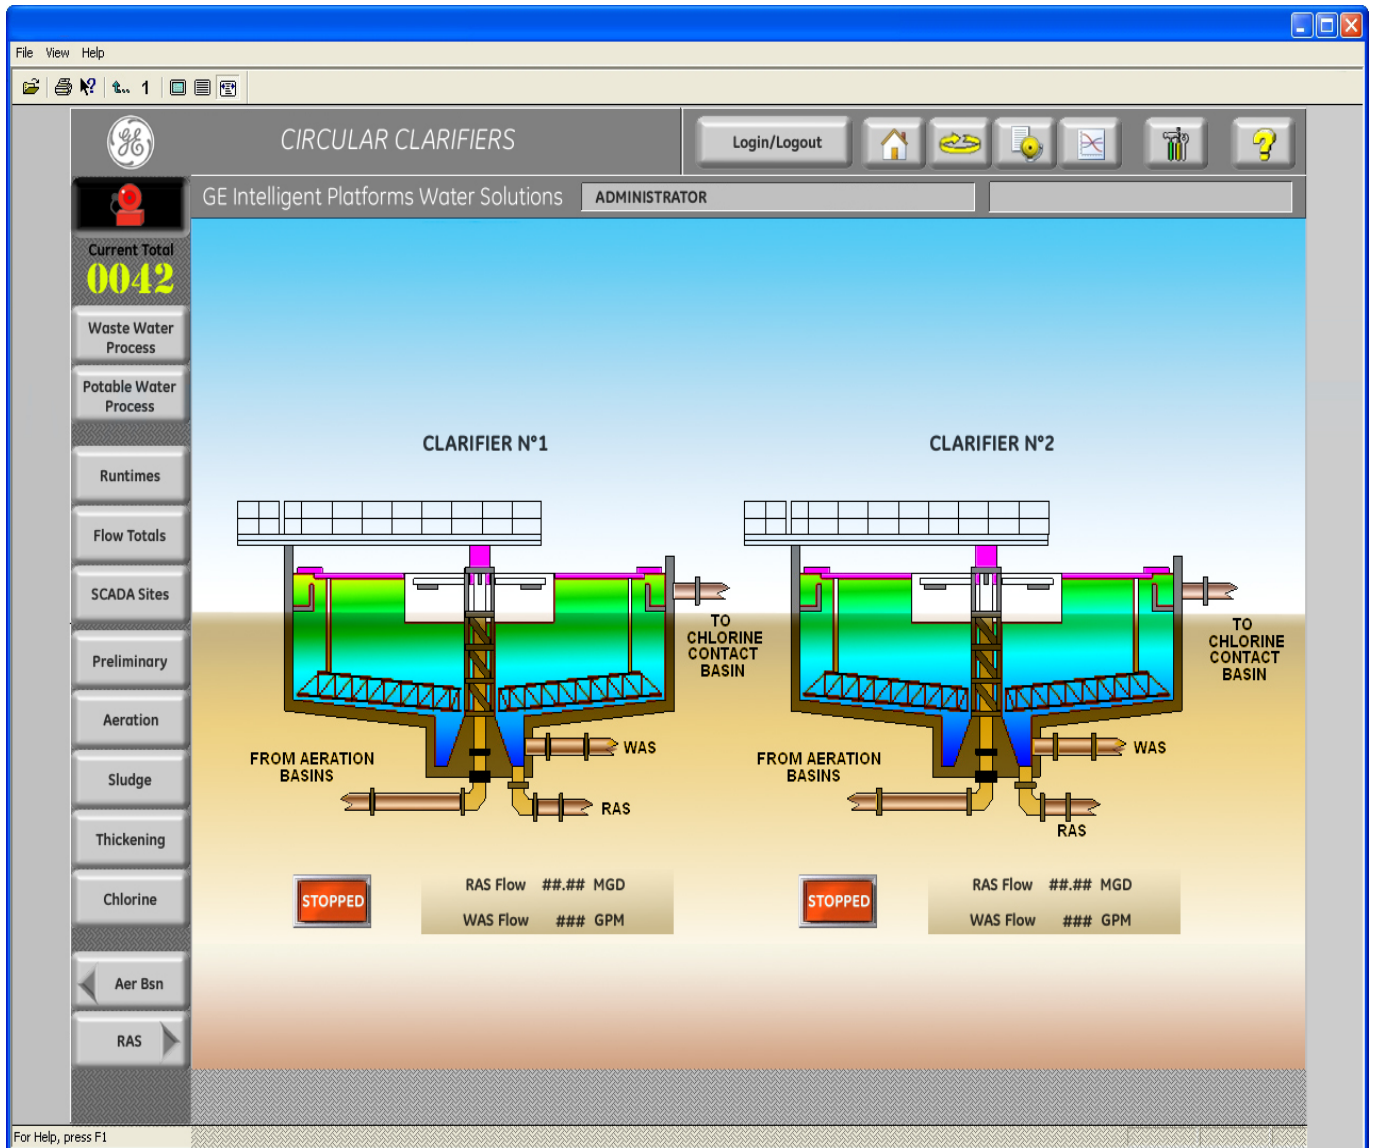 File View Help
1
CIRCULAR CLARIFIERS
Login/Logout
GE Intelligent Platforms Water Solutions
ADMINISTRATOR
Current Total
0042
Waste Water
Process
Potable Water
Process
Runtimes
Flow Totals
SCADA Sites
Preliminary
Aeration
Sludge
Thickening
Chlorine
Aer Bsn
RAS
CLARIFIER N°1
TO
CHLORINE
CONTACT
BASIN
FROM AERATION
BASINS
WAS
RAS
STOPPED
RAS Flow ##.## MGD
WAS Flow ### GPM
CLARIFIER N°2
TO
CHLORINE
CONTACT
BASIN
FROM AERATION
BASINS
WAS
RAS
STOPPED
RAS Flow ##.## MGD
WAS Flow ### GPM
For Help, press F1